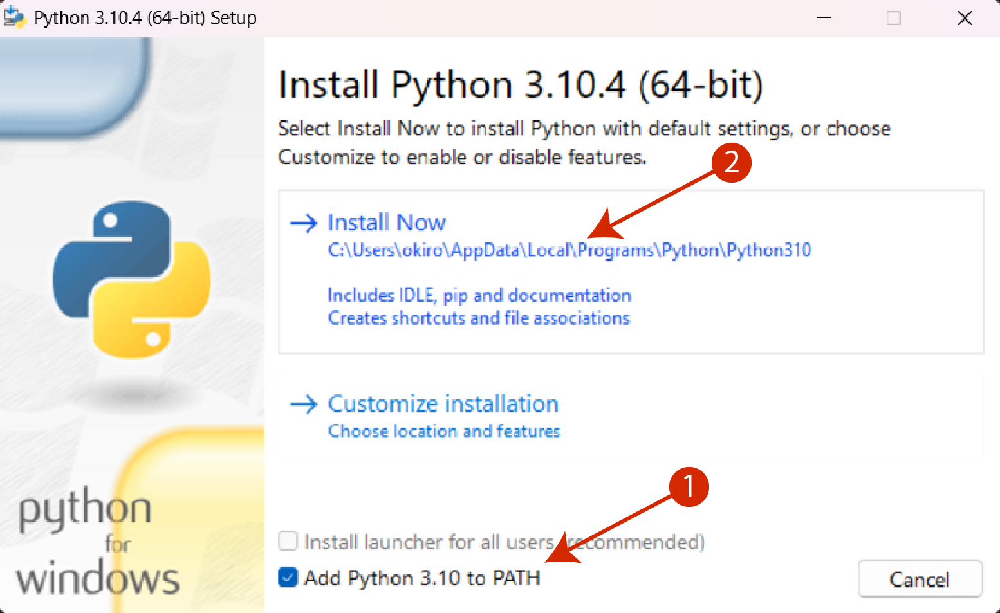 Python 3.10.4 (64-bit) Setup
Install Python 3.10.4 (64-bit)
Select Install Now to install Python with default settings, or choose
Customize to enable or disable features.
2
Install Now
C:\Users\okiro\AppData\Local\Programs\Python\Python310
Includes IDLE, pip and documentation
Creates shortcuts and file associations
Customize installation
Choose location and features
1
Install launcher for all users (recommended)
Add Python 3.10 to PATH
Cancel
python
for
windows